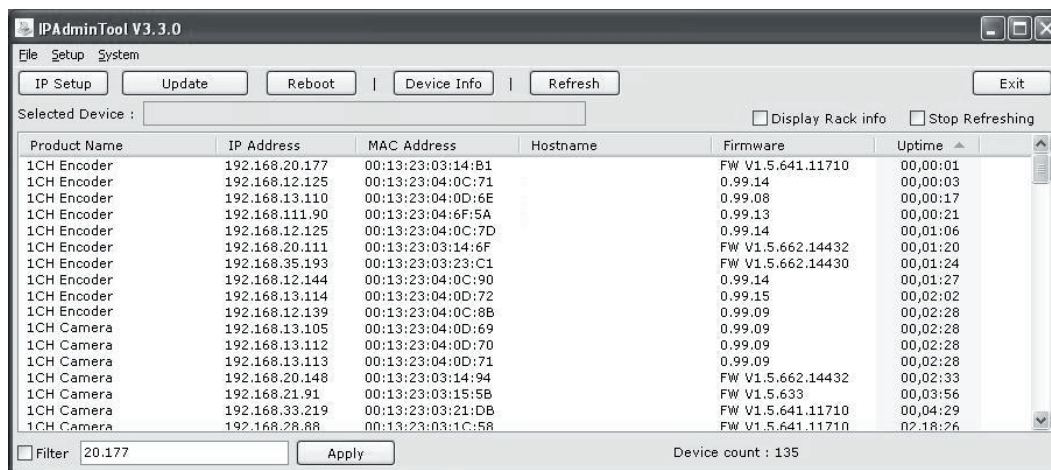 IPAdminTool V3.3.0
File Setup System
IP Setup Update Reboot | Device Info | Refresh Exit
Selected Device : Display Rack info Stop Refreshing
Product Name IP Address MAC Address Hostname Firmware Uptime
1CH Encoder 192.168.20.177 00:13:23:03:14:B1 FW V1.5.641.11710 00,00:01
1CH Encoder 192.168.12.125 00:13:23:04:0C:71 0.99.14 00,00:03
1CH Encoder 192.168.13.110 00:13:23:04:0D:6E 0.99.08 00,00:17
1CH Encoder 192.168.111.90 00:13:23:04:6F:5A 0.99.13 00,00:21
1CH Encoder 192.168.12.125 00:13:23:04:0C:7D 0.99.14 00,01:06
1CH Encoder 192.168.20.111 00:13:23:03:14:6F FW V1.5.662.14432 00,01:20
1CH Encoder 192.168.35.193 00:13:23:03:23:C1 FW V1.5.662.14430 00,01:24
1CH Encoder 192.168.12.144 00:13:23:04:0C:90 0.99.14 00,01:27
1CH Encoder 192.168.13.114 00:13:23:04:0D:72 0.99.15 00,02:02
1CH Encoder 192.168.12.139 00:13:23:04:0C:8B 0.99.09 00,02:28
1CH Camera 192.168.13.105 00:13:23:04:0D:69 0.99.09 00,02:28
1CH Camera 192.168.13.112 00:13:23:04:0D:70 0.99.09 00,02:28
1CH Camera 192.168.13.113 00:13:23:04:0D:71 0.99.09 00,02:28
1CH Camera 192.168.20.148 00:13:23:03:14:94 FW V1.5.662.14432 00,02:33
1CH Camera 192.168.21.91 00:13:23:03:15:5B FW V1.5.633 00,03:56
1CH Camera 192.168.33.219 00:13:23:03:21:DB FW V1.5.641.11710 00,04:29
1CH Camera 192.168.28.88 00:13:23:03:1C:58 FW V1.5.641.11710 02,18:26
Filter 20.177 Apply Device count : 135